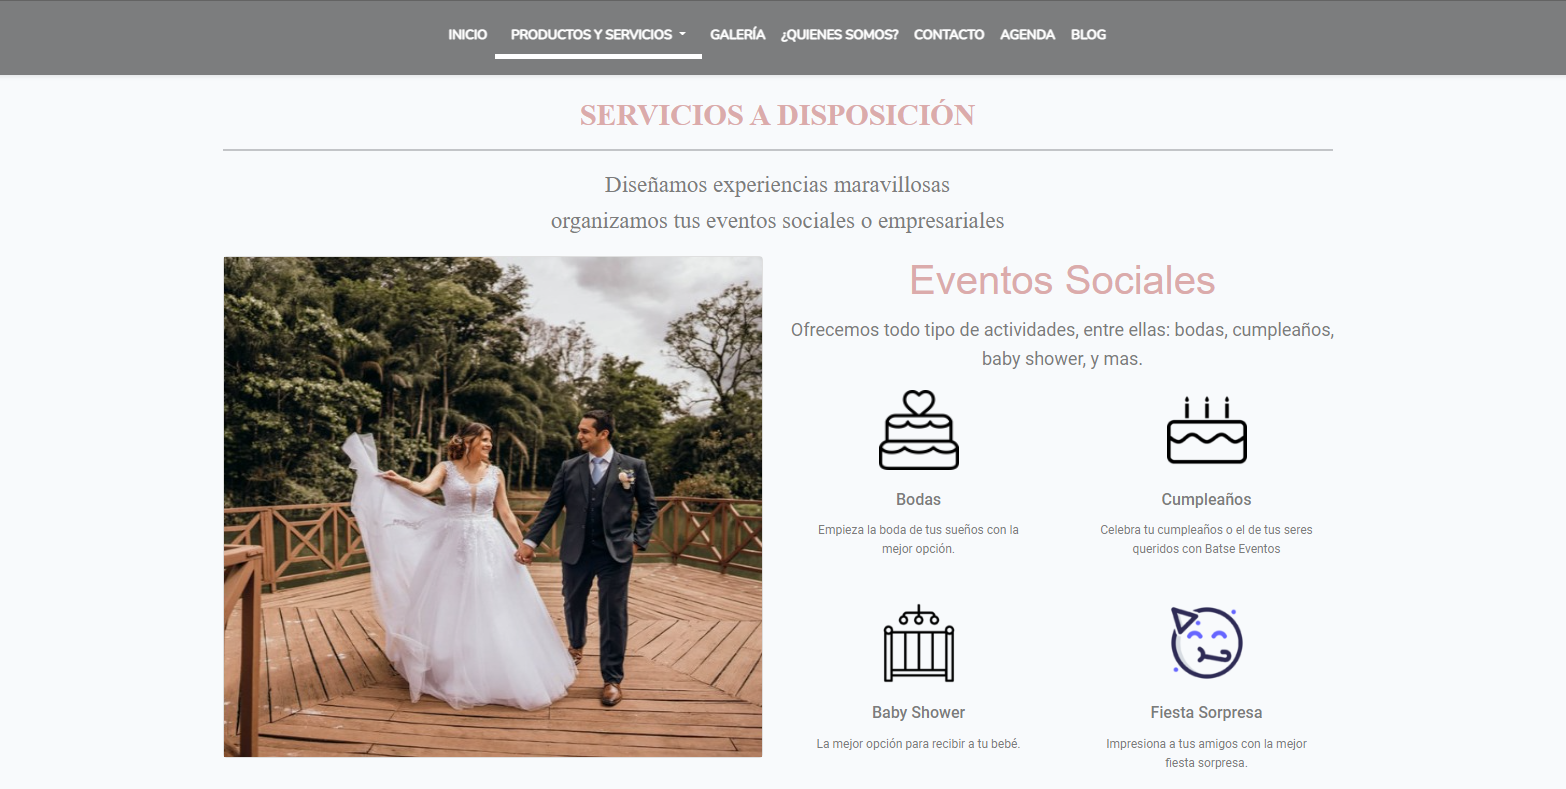 INICIO PRODUCTOS Y SERVICIOS GALERÍA ¿QUIENES SOMOS? CONTACTO AGENDA BLOG
SERVICIOS A DISPOSICIÓN
Diseñamos experiencias maravillosas
organizamos tus eventos sociales o empresariales
Eventos Sociales
Ofrecemos todo tipo de actividades, entre ellas: bodas, cumpleaños,
baby shower, y mas.
Bodas
Empieza la boda de tus sueños con la
mejor opción.
Cumpleaños
Celebra tu cumpleaños o el de tus seres
queridos con Batse Eventos
Baby Shower
La mejor opción para recibir a tu bebé.
Fiesta Sorpresa
Impresiona a tus amigos con la mejor
fiesta sorpresa.